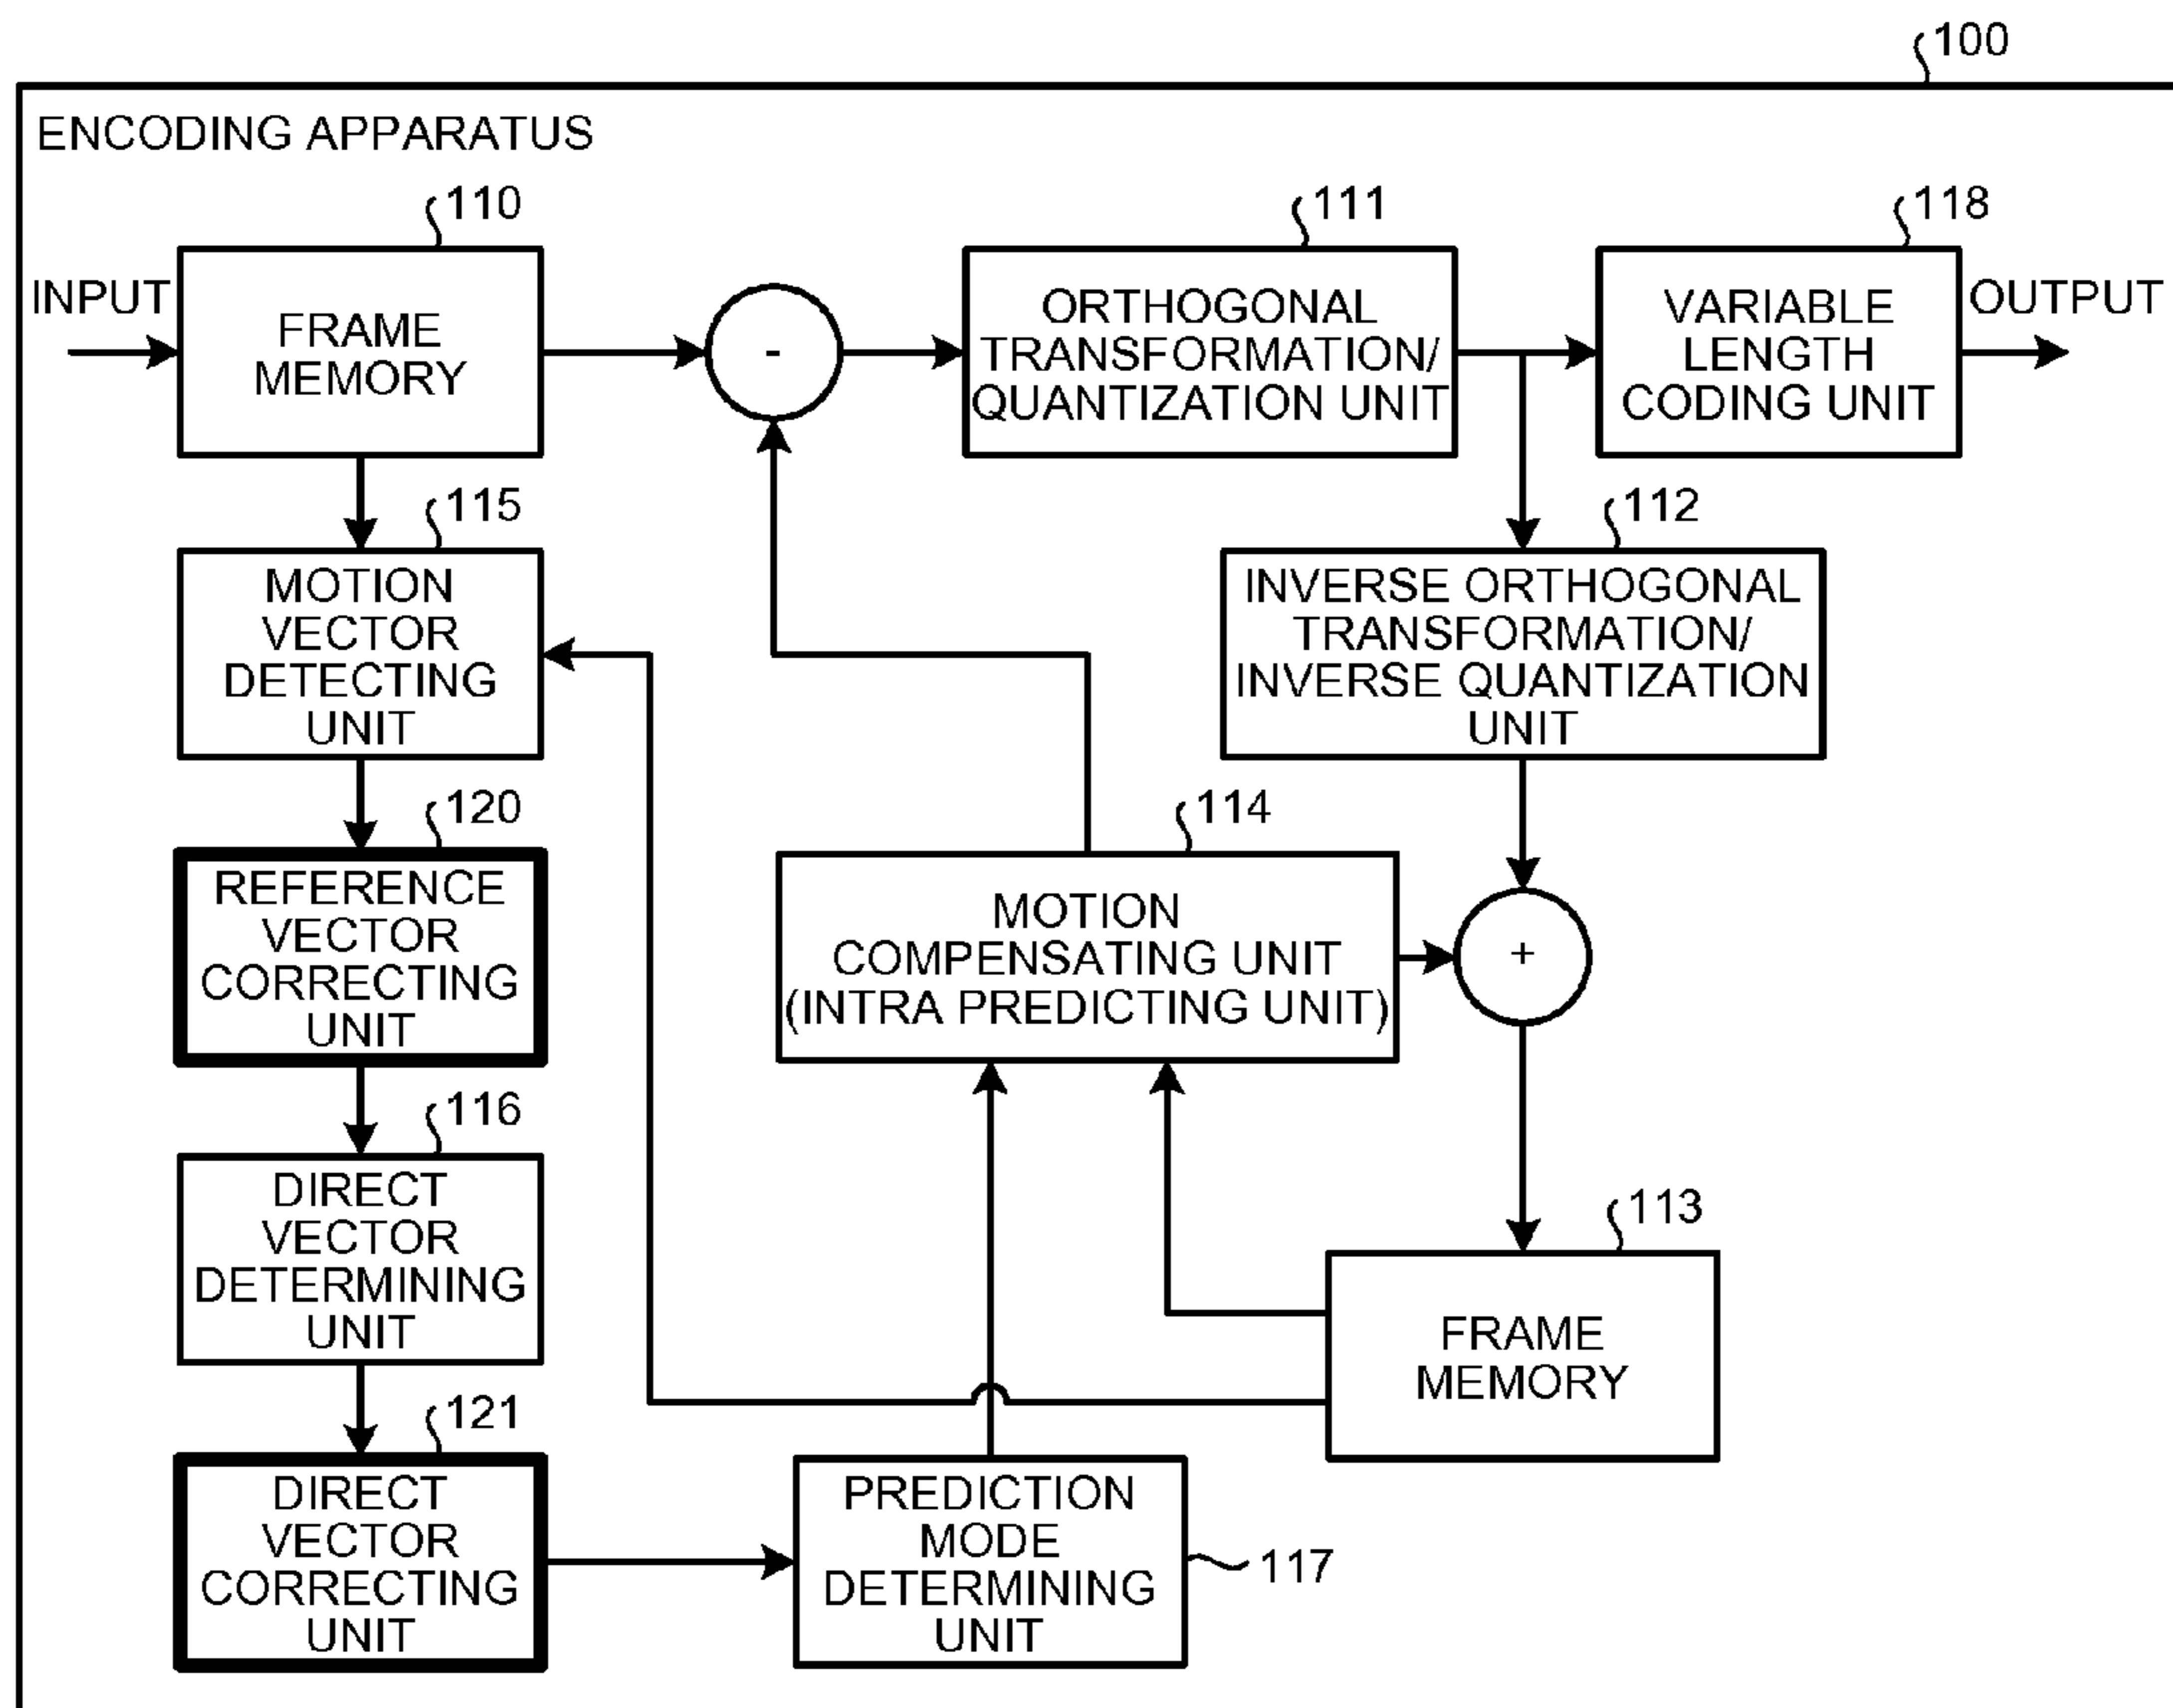 100
ENCODING APPARATUS
110
111
118
INPUT
FRAME
MEMORY
-
ORTHOGONAL
TRANSFORMATION/
QUANTIZATION UNIT
VARIABLE
LENGTH
CODING UNIT
OUTPUT
115
112
MOTION
VECTOR
DETECTING
UNIT
INVERSE ORTHOGONAL
TRANSFORMATION/
INVERSE QUANTIZATION
UNIT
120
114
REFERENCE
VECTOR
CORRECTING
UNIT
MOTION
COMPENSATING UNIT
(INTRA PREDICTING UNIT)
+
116
113
DIRECT
VECTOR
DETERMINING
UNIT
FRAME
MEMORY
121
DIRECT
VECTOR
CORRECTING
UNIT
PREDICTION
MODE
DETERMINING
UNIT
117